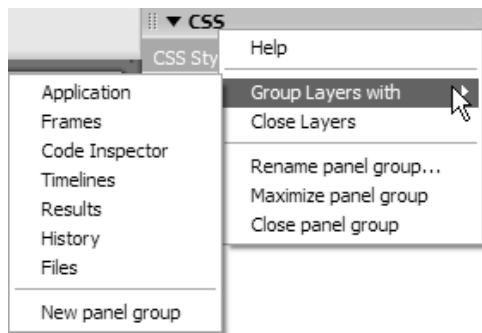 CSS
CSS Sty
Help
Group Layers with
Close Layers
Rename panel group...
Maximize panel group
Close panel group
Application
Frames
Code Inspector
Timelines
Results
History
Files
New panel group